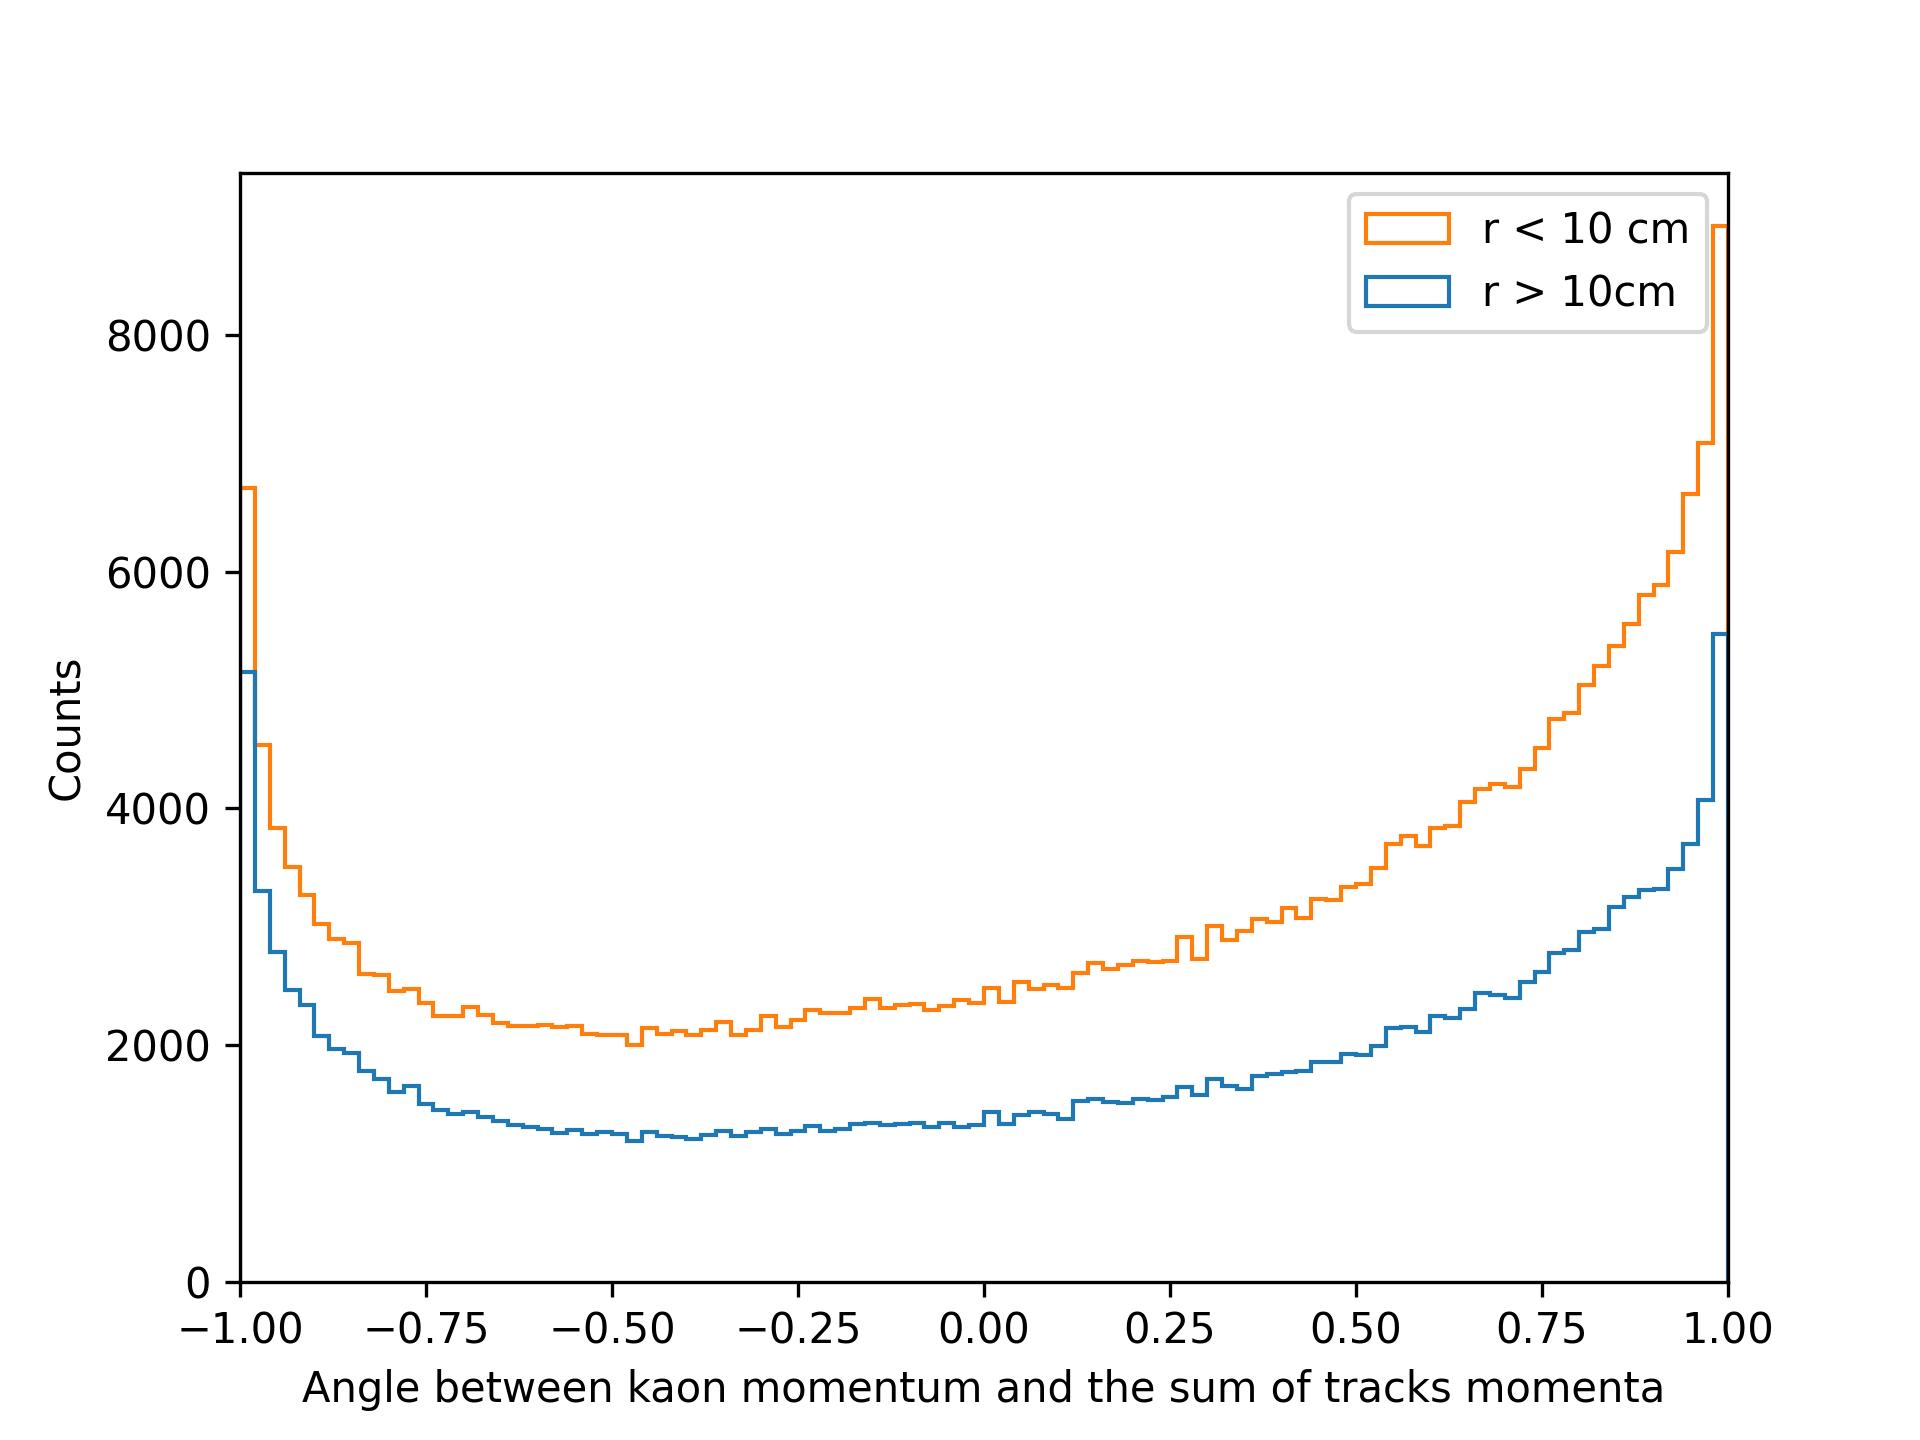 r < 10 cm
r > 10cm
8000
6000
4000
2000
0
Counts
−1.00 −0.75 −0.50 −0.25 0.00 0.25 0.50 0.75 1.00
Angle between kaon momentum and the sum of tracks momenta